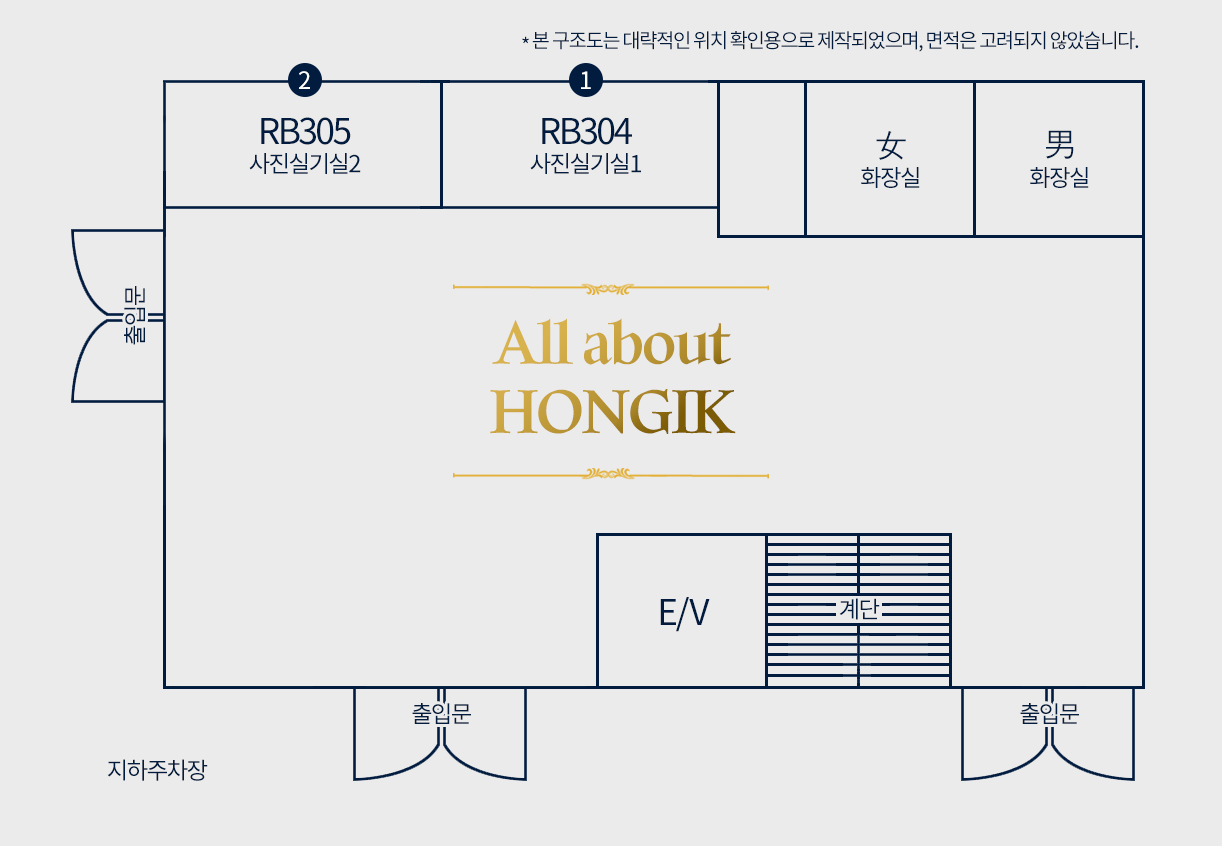 * 본 구조도는 대략적인 위치 확인용으로 제작되었으며, 면적은 고려되지 않았습니다.
2
RB305
사진실기실2
1
RB304
사진실기실1
女
화장실
男
화장실
출입문
All about
HONGIK
E/V
계단
출입문
출입문
지하주차장